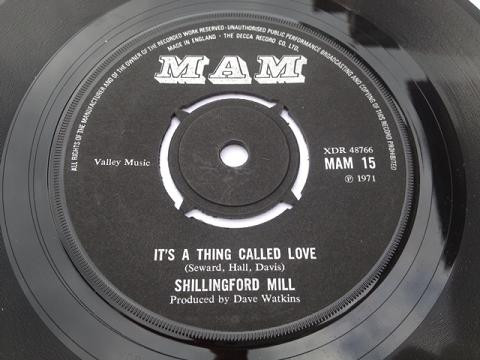 ALL RIGHTS OF THE MANUFACTURER AND OF THE OWNER OF THE RECORDED WORK RESERVED · UNAUTHORISED PUBLIC PERFORMANCE BROADCASTING AND COPYING OF THIS RECORD PROHIBITED
MADE IN ENGLAND · THE DECCA RECORD CO. LTD.
MAM
Valley Music
XDR 48766
MAM 15
℗ 1971
IT'S A THING CALLED LOVE
(Seward, Hall, Davis)
SHILLINGFORD MILL
Produced by Dave Watkins